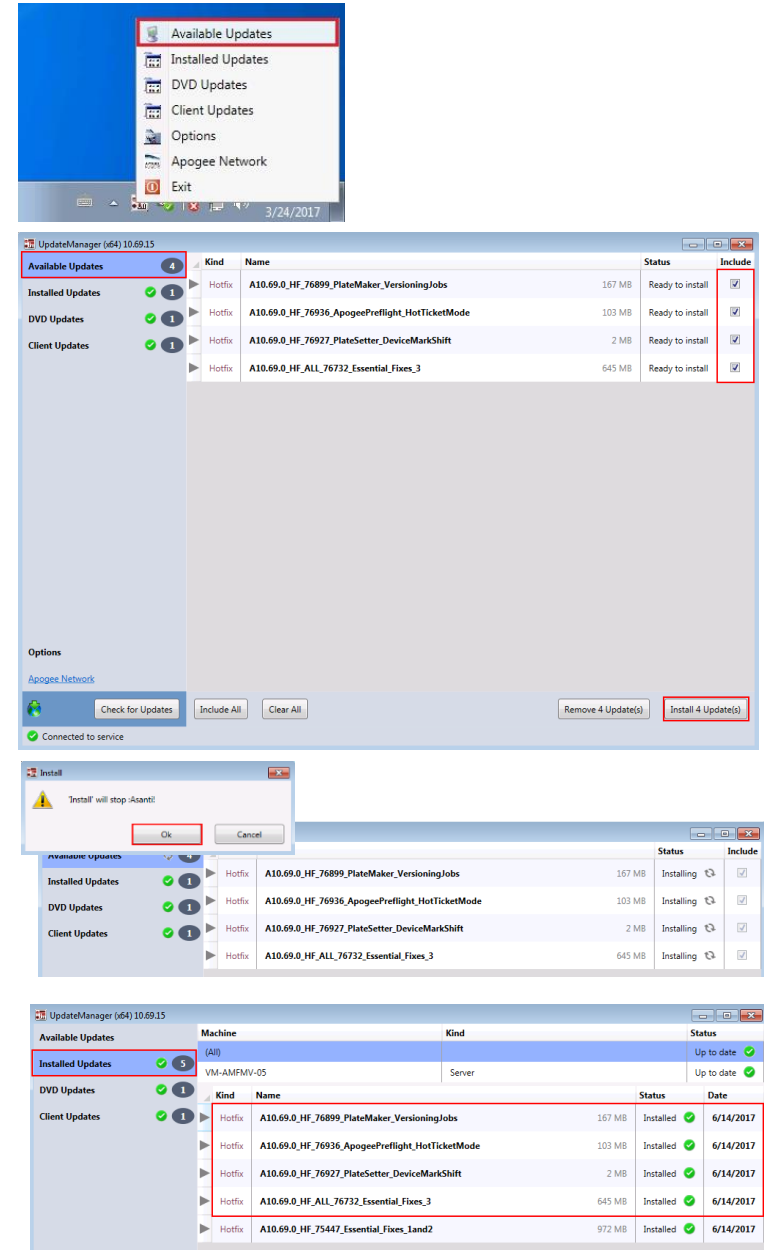 Available Updates
Installed Updates
DVD Updates
Client Updates
Options
Apogee Network
Exit
3/24/2017
UpdateManager (x64) 10.69.15
Available Updates 4
Installed Updates 1
DVD Updates 1
Client Updates 1
Kind Name Status Include
Hotfix A10.69.0_HF_76899_PlateMaker_VersioningJobs 167 MB Ready to install
Hotfix A10.69.0_HF_76936_ApogeePreflight_HotTicketMode 103 MB Ready to install
Hotfix A10.69.0_HF_76927_PlateSetter_DeviceMarkShift 2 MB Ready to install
Hotfix A10.69.0_HF_ALL_76732_Essential_Fixes_3 645 MB Ready to install
Options
Apogee Network
Check for Updates Include All Clear All Remove 4 Update(s) Install 4 Update(s)
Connected to service
Install
'Install' will stop :Asanti!
Ok Cancel
Status Include
Available Updates 4
Installed Updates 1
DVD Updates 1
Client Updates 1
Hotfix A10.69.0_HF_76899_PlateMaker_VersioningJobs 167 MB Installing
Hotfix A10.69.0_HF_76936_ApogeePreflight_HotTicketMode 103 MB Installing
Hotfix A10.69.0_HF_76927_PlateSetter_DeviceMarkShift 2 MB Installing
Hotfix A10.69.0_HF_ALL_76732_Essential_Fixes_3 645 MB Installing
UpdateManager (x64) 10.69.15
Available Updates
Installed Updates 5
DVD Updates 1
Client Updates 1
Machine Kind Status
(All) Up to date
VM-AMFMV-05 Server Up to date
Kind Name Status Date
Hotfix A10.69.0_HF_76899_PlateMaker_VersioningJobs 167 MB Installed 6/14/2017
Hotfix A10.69.0_HF_76936_ApogeePreflight_HotTicketMode 103 MB Installed 6/14/2017
Hotfix A10.69.0_HF_76927_PlateSetter_DeviceMarkShift 2 MB Installed 6/14/2017
Hotfix A10.69.0_HF_ALL_76732_Essential_Fixes_3 645 MB Installed 6/14/2017
Hotfix A10.69.0_HF_75447_Essential_Fixes_1and2 972 MB Installed 6/14/2017